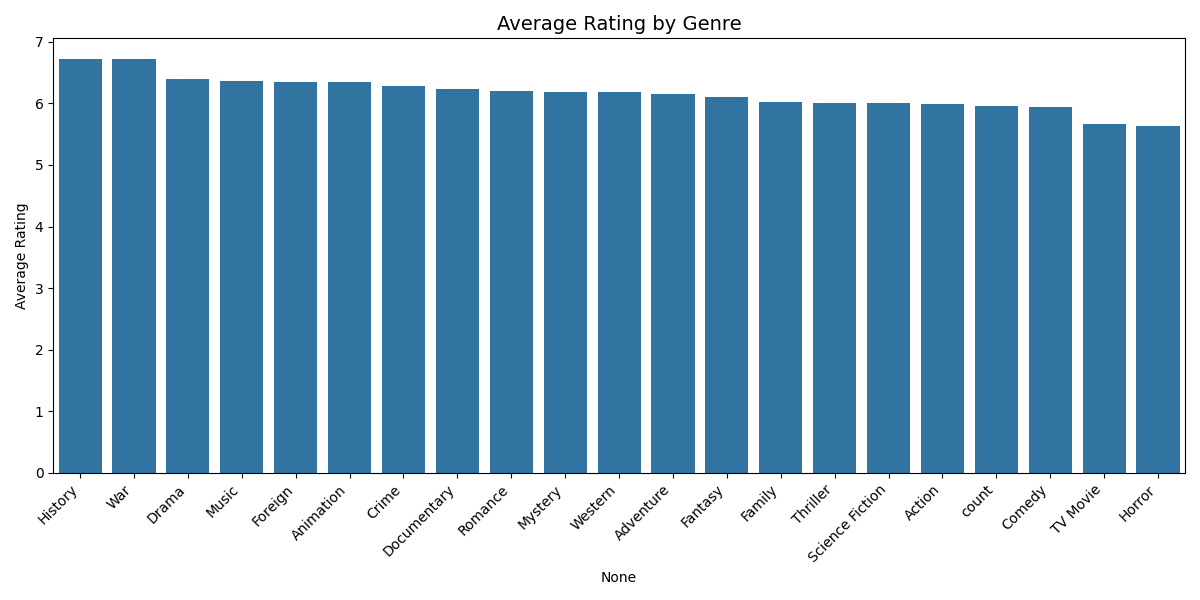 Average Rating by Genre
Average Rating
7
6
5
4
3
2
1
0
History
War
Drama
Music
Foreign
Animation
Crime
Documentary
Romance
Mystery
Western
Adventure
Fantasy
Family
Thriller
Science Fiction
Action
count
Comedy
TV Movie
Horror
None